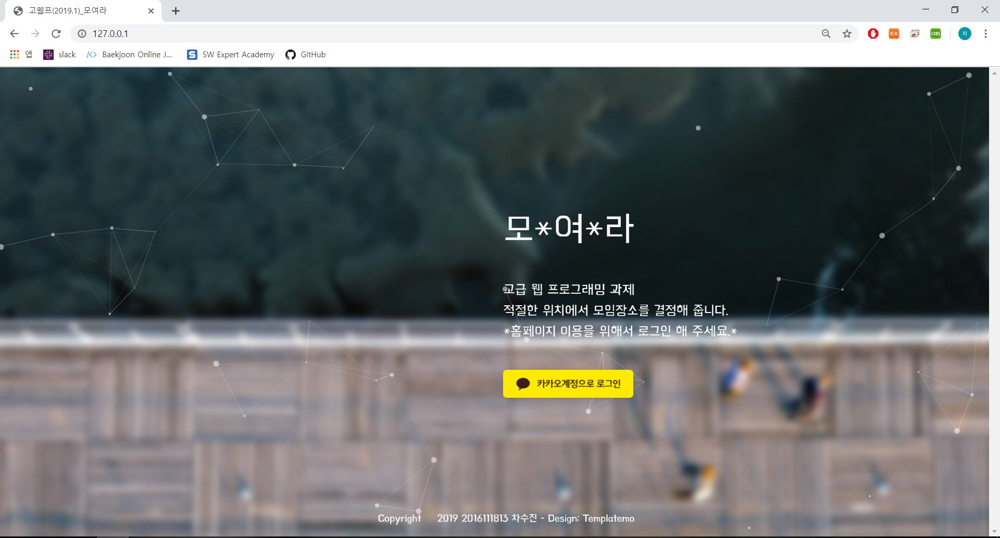 고웹프(2019.1)_모여라
127.0.0.1
EX
CORS
차
앱
slack
Baekjoon Online J...
S SW Expert Academy
GitHub
모*여*라
고급 웹 프로그래밍 과제
적절한 위치에서 모임장소를 결정해 줍니다.
*홈페이지 이용을 위해서 로그인 해 주세요.*
카카오계정으로 로그인
Copyright 2019 2016111813 차수진 - Design: Templatemo